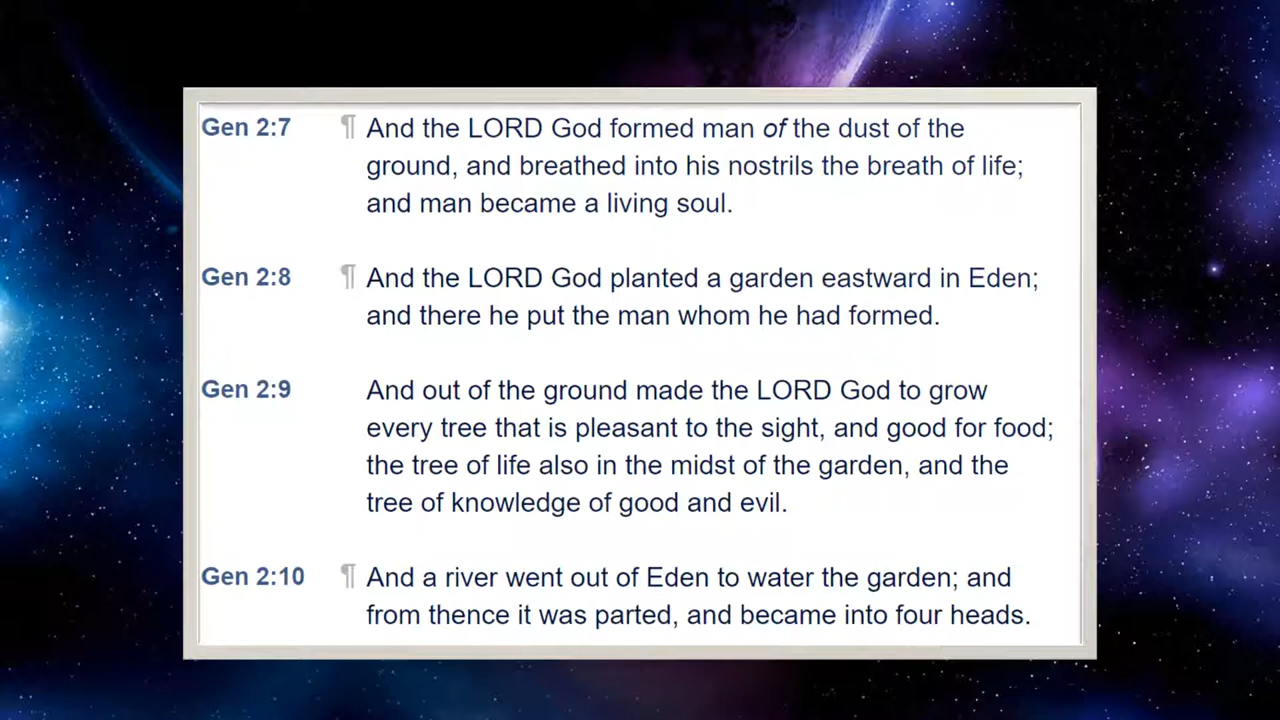 Gen 2:7 ¶ And the LORD God formed man of the dust of the
ground, and breathed into his nostrils the breath of life;
and man became a living soul.
Gen 2:8 ¶ And the LORD God planted a garden eastward in Eden;
and there he put the man whom he had formed.
Gen 2:9 And out of the ground made the LORD God to grow
every tree that is pleasant to the sight, and good for food;
the tree of life also in the midst of the garden, and the
tree of knowledge of good and evil.
Gen 2:10 ¶ And a river went out of Eden to water the garden; and
from thence it was parted, and became into four heads.